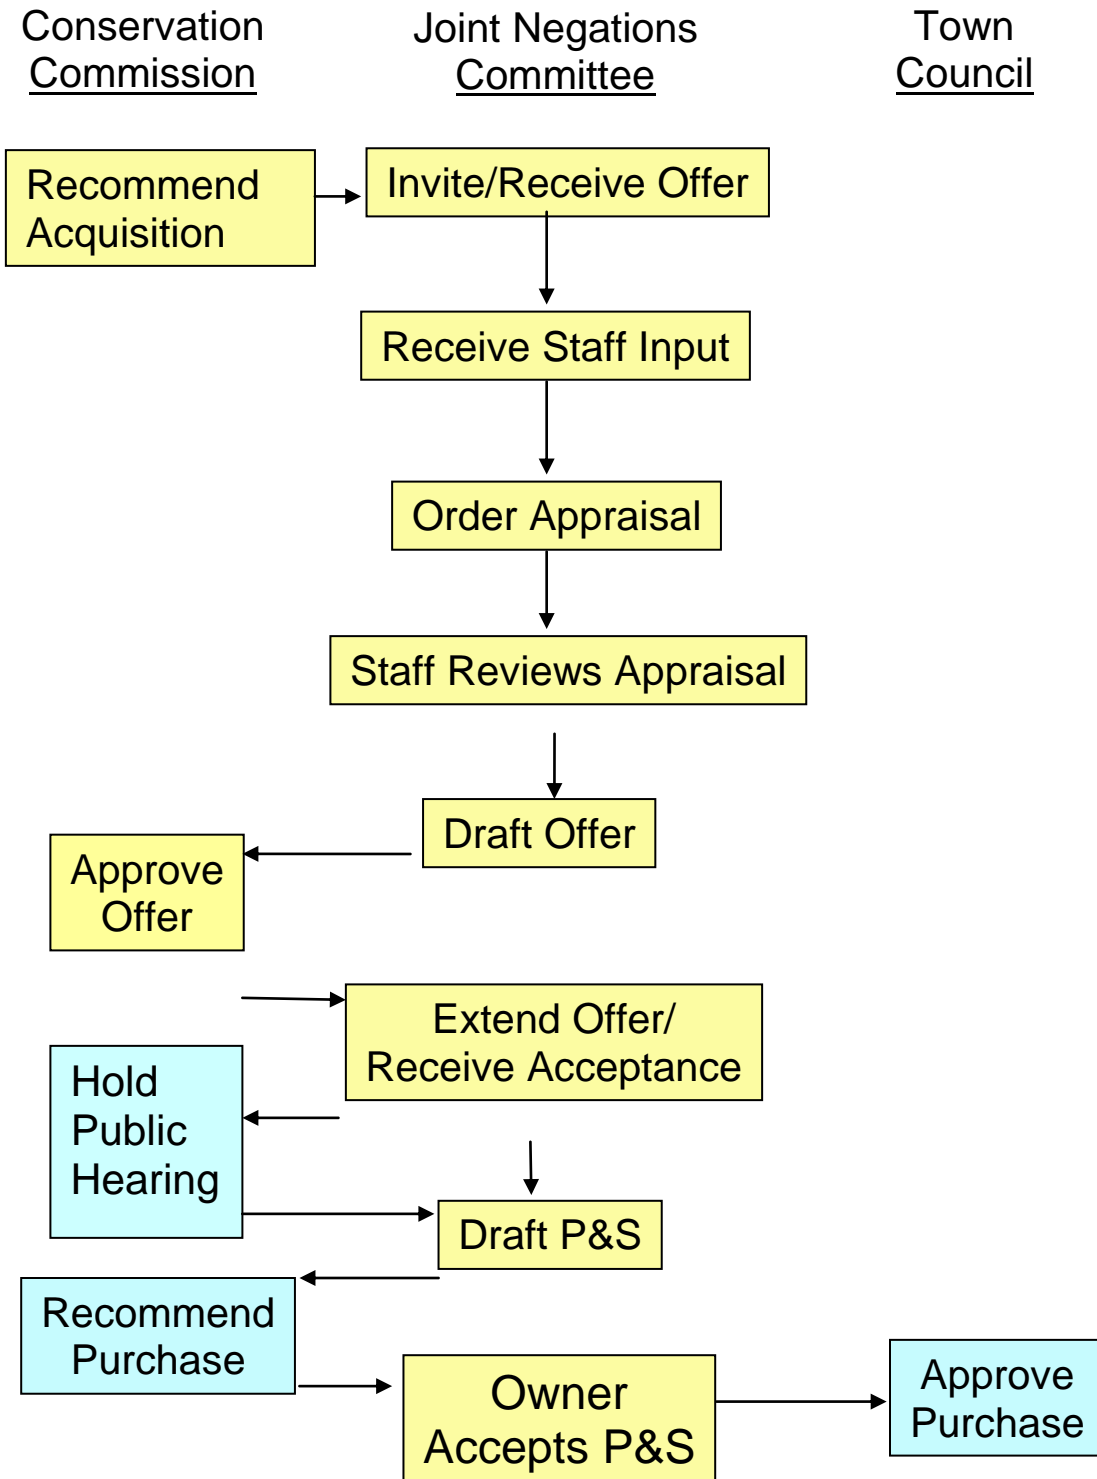 Conservation
Commission
Joint Negations
Committee
Town
Council
Recommend
Acquisition
Invite/Receive Offer
Receive Staff Input
Order Appraisal
Staff Reviews Appraisal
Draft Offer
Approve
Offer
Extend Offer/
Receive Acceptance
Hold
Public
Hearing
Draft P&S
Recommend
Purchase
Owner
Accepts P&S
Approve
Purchase